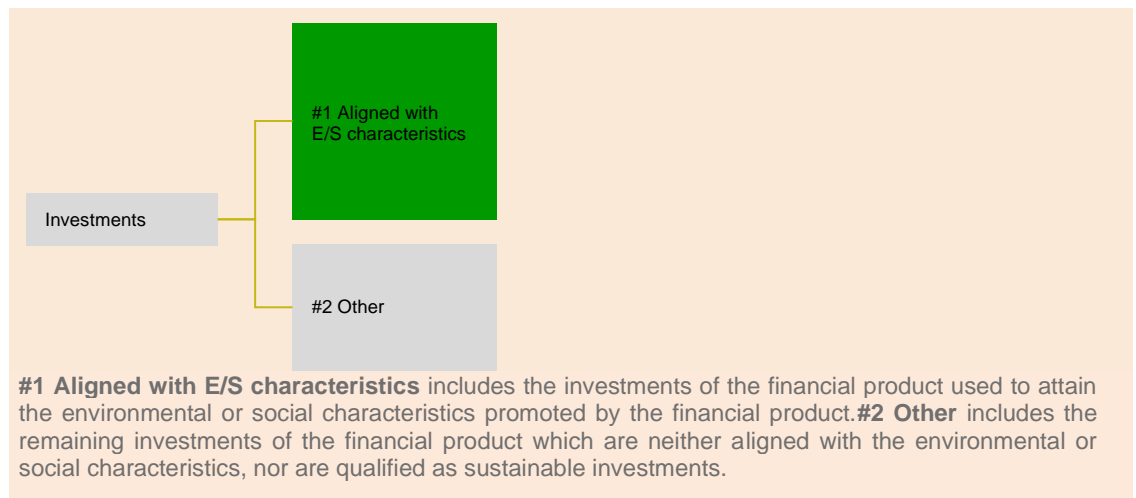 #1 Aligned with
E/S characteristics
Investments
#2 Other
#1 Aligned with E/S characteristics includes the investments of the financial product used to attain
the environmental or social characteristics promoted by the financial product.#2 Other includes the
remaining investments of the financial product which are neither aligned with the environmental or
social characteristics, nor are qualified as sustainable investments.